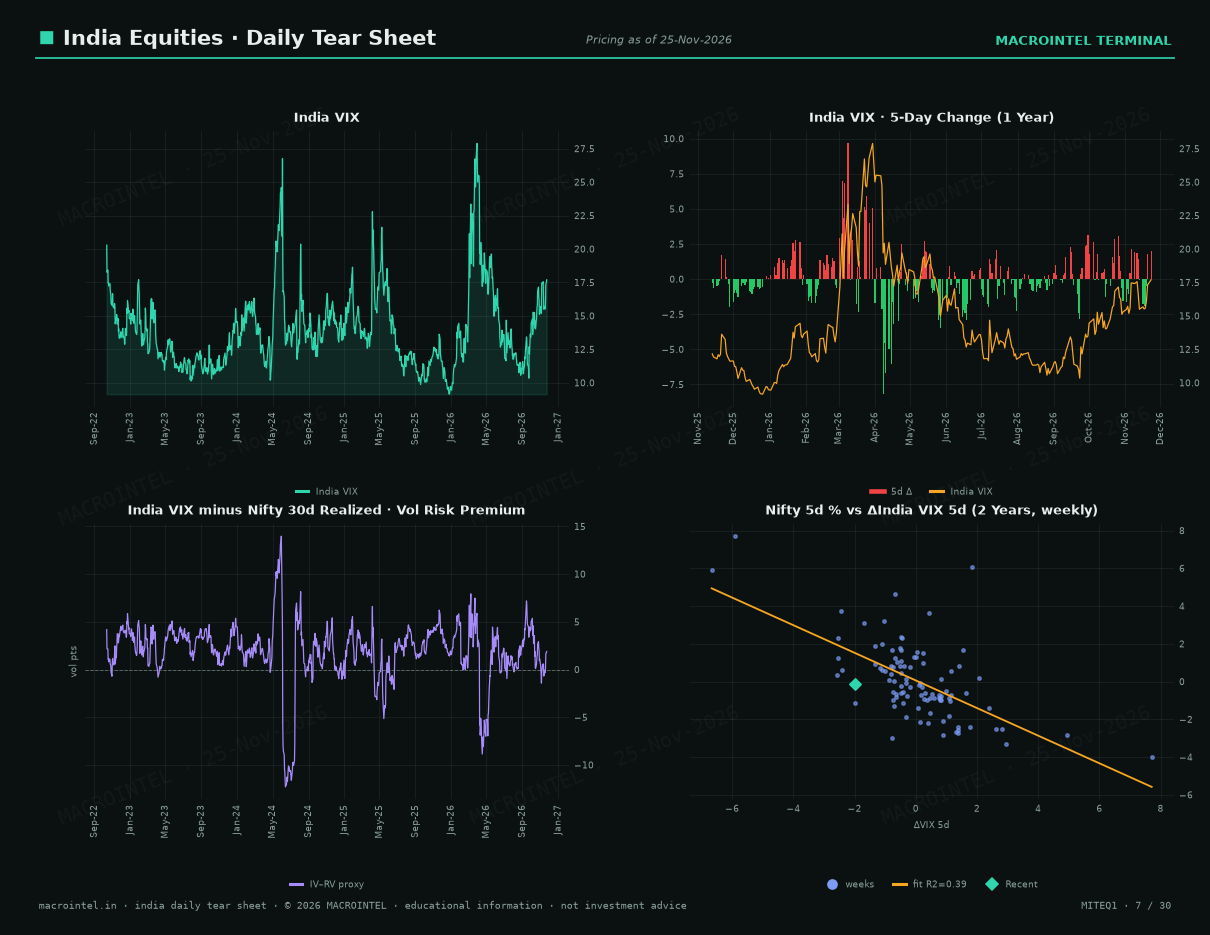 India Equities · Daily Tear Sheet
Pricing as of 25-Nov-2026
MACROINTEL TERMINAL
India VIX
27.5
25.0
22.5
20.0
17.5
15.0
12.5
10.0
Sep-22
Jan-23
May-23
Sep-23
Jan-24
May-24
Sep-24
Jan-25
May-25
Sep-25
Jan-26
May-26
Sep-26
Jan-27
India VIX
India VIX · 5-Day Change (1 Year)
10.0
7.5
5.0
2.5
0.0
−2.5
−5.0
−7.5
27.5
25.0
22.5
20.0
17.5
15.0
12.5
10.0
Nov-25
Dec-25
Jan-26
Feb-26
Mar-26
Apr-26
May-26
Jun-26
Jul-26
Aug-26
Sep-26
Oct-26
Nov-26
Dec-26
5d Δ
India VIX
India VIX minus Nifty 30d Realized · Vol Risk Premium
vol pts
15
10
5
0
−5
−10
Sep-22
Jan-23
May-23
Sep-23
Jan-24
May-24
Sep-24
Jan-25
May-25
Sep-25
Jan-26
May-26
Sep-26
Jan-27
IV–RV proxy
Nifty 5d % vs ΔIndia VIX 5d (2 Years, weekly)
8
6
4
2
0
−2
−4
−6
−6
−4
−2
0
2
4
6
8
ΔVIX 5d
weeks
fit R2=0.39
Recent
MACROINTEL · 25-Nov-2026
macrointel.in · india daily tear sheet · © 2026 MACROINTEL · educational information · not investment advice
MITEQ1 · 7 / 30